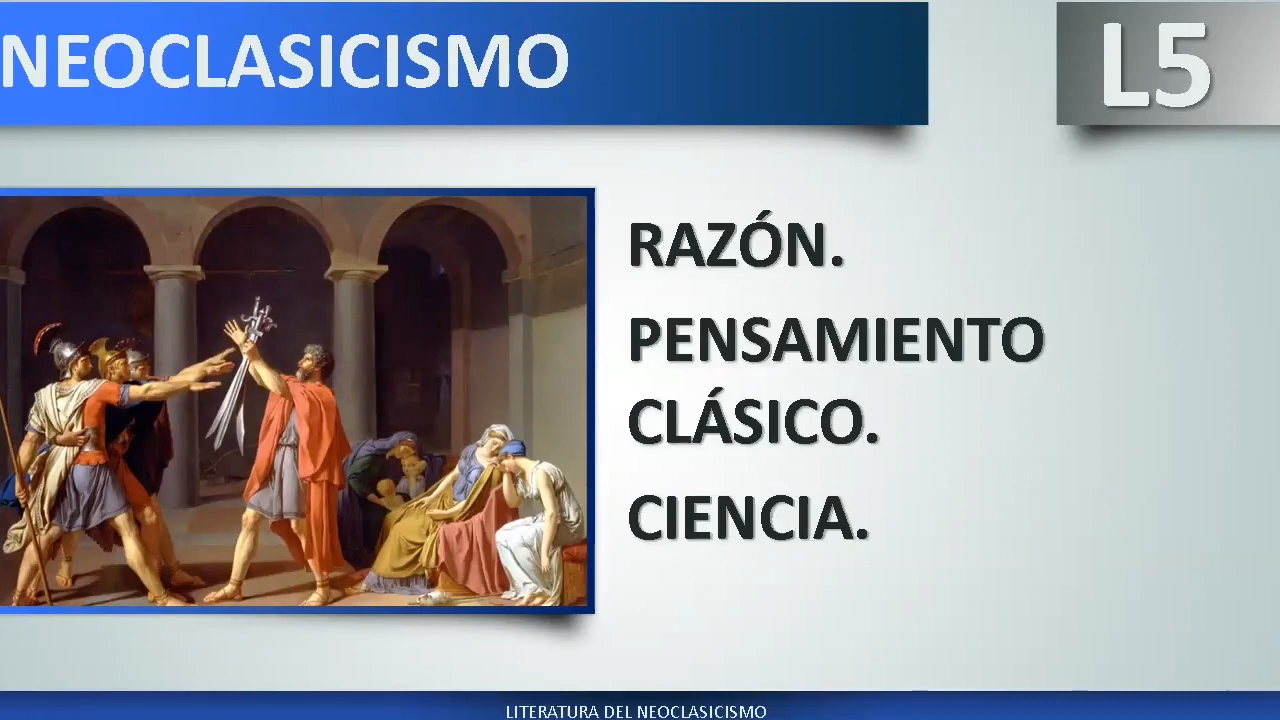 NEOCLASICISMO
L5
RAZÓN.
PENSAMIENTO
CLÁSICO.
CIENCIA.
LITERATURA DEL NEOCLASICISMO